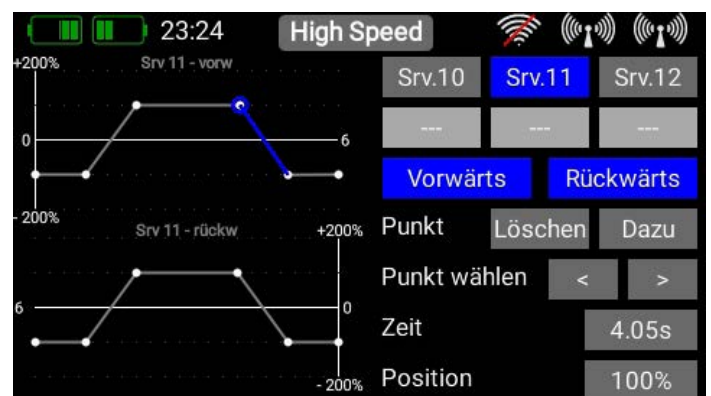 23:24 High Speed
+200% Srv 11 - vorw
0 6
- 200%
Srv 11 - rückw +200%
6 0
- 200%
Srv.10 Srv.11 Srv.12
--- --- ---
Vorwärts Rückwärts
Punkt Löschen Dazu
Punkt wählen < >
Zeit 4.05s
Position 100%